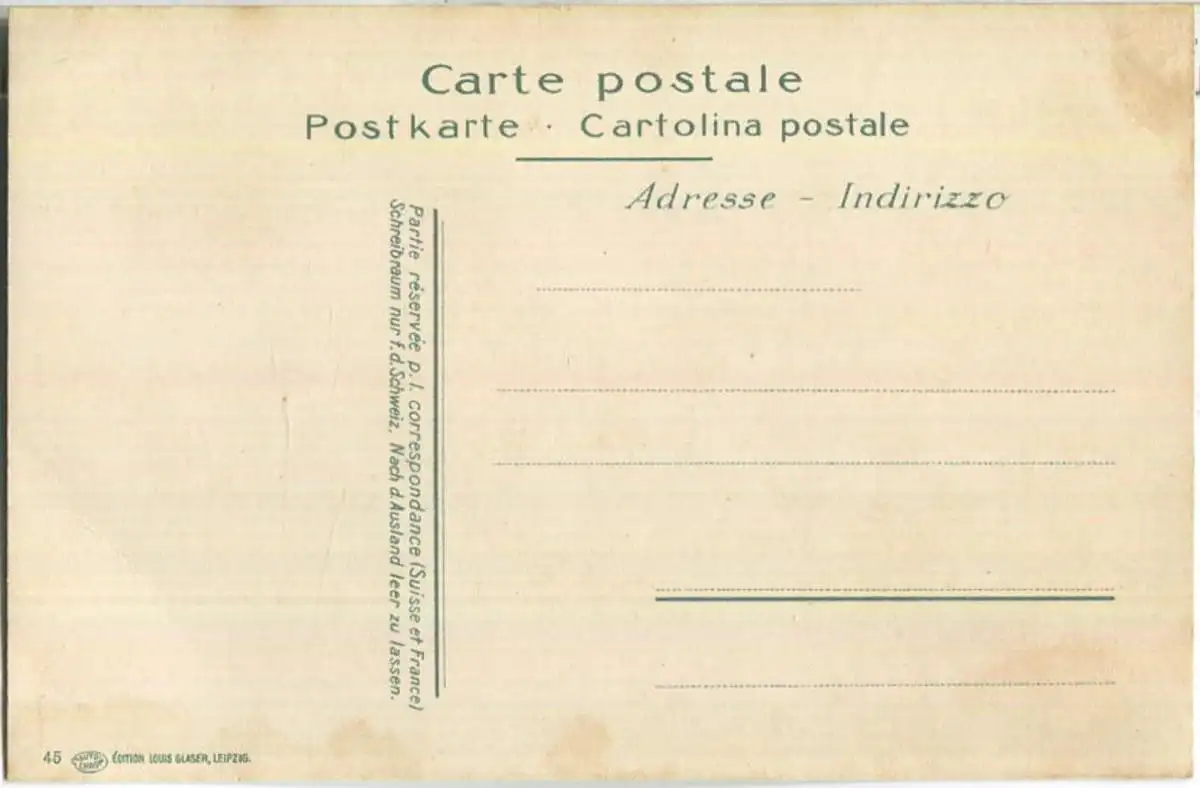 Carte postale
Postkarte · Cartolina postale
Adresse - Indirizzo
Partie réservée p. l. correspondance (Suisse et France)
Schreibraum nur f. d. Schweiz. Nach d. Ausland leer zu lassen.
45 ÉDITION LOUIS GLASER, LEIPZIG.